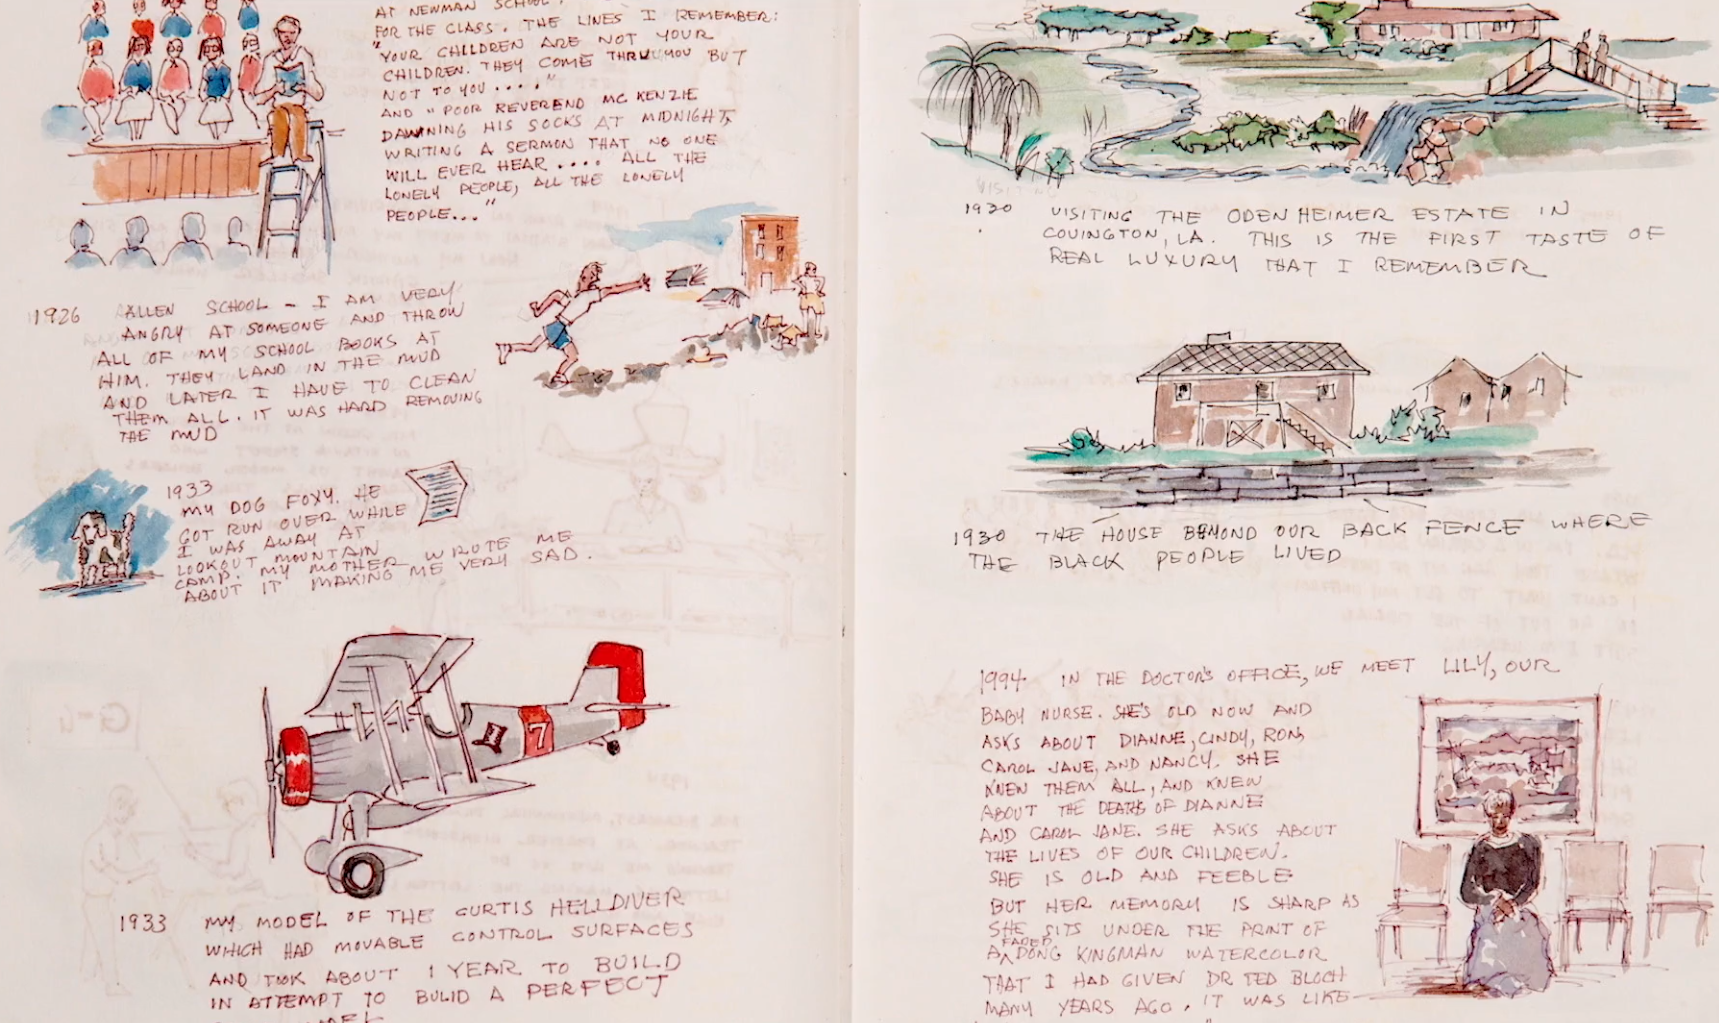 AT NEWMAN SCHOOL.
FOR THE CLASS. THE LINES I REMEMBER:
"YOUR CHILDREN ARE NOT YOUR
CHILDREN. THEY COME THRU YOU BUT
NOT TO YOU...."
AND "POOR REVEREND MC KENZIE
DAWNING HIS SOCKS AT MIDNIGHT,
WRITING A SERMON THAT NO ONE
WILL EVER HEAR .... ALL THE
LONELY PEOPLE, ALL THE LONELY
PEOPLE..."
1926 ALLEN SCHOOL - I AM VERY
ANGRY AT SOMEONE AND THROW
ALL OF MY SCHOOL BOOKS AT
HIM. THEY LAND IN THE MUD
AND LATER I HAVE TO CLEAN
THEM ALL. IT WAS HARD REMOVING
THE MUD
1933
MY DOG FOXY. HE
GOT RUN OVER WHILE
I WAS AWAY AT
LOOKOUT MOUNTAIN
CAMP. MY MOTHER WROTE ME
ABOUT IT MAKING ME VERY SAD.
7
1933 MY MODEL OF THE CURTIS HELLDIVER
WHICH HAD MOVABLE CONTROL SURFACES
AND TOOK ABOUT 1 YEAR TO BUILD
IN ATTEMPT TO BULID A PERFECT
VISITING
1930 VISITING THE ODENHEIMER ESTATE IN
COVINGTON, LA. THIS IS THE FIRST TASTE OF
REAL LUXURY THAT I REMEMBER
1930 THE HOUSE BEYOND OUR BACK FENCE WHERE
THE BLACK PEOPLE LIVED
1994 IN THE DOCTOR'S OFFICE, WE MEET LILY, OUR
BABY NURSE. SHE'S OLD NOW AND
ASKS ABOUT DIANNE, CINDY, RON,
CAROL JANE, AND NANCY. SHE
KNEW THEM ALL, AND KNEW
ABOUT THE DEATHS OF DIANNE
AND CAROL JANE. SHE ASKS ABOUT
THE LIVES OF OUR CHILDREN.
SHE IS OLD AND FEEBLE
BUT HER MEMORY IS SHARP AS
SHE SITS UNDER THE PRINT OF
A FADED DONG KINGMAN WATERCOLOR
THAT I HAD GIVEN DR TED BLOCH
MANY YEARS AGO. IT WAS LIKE